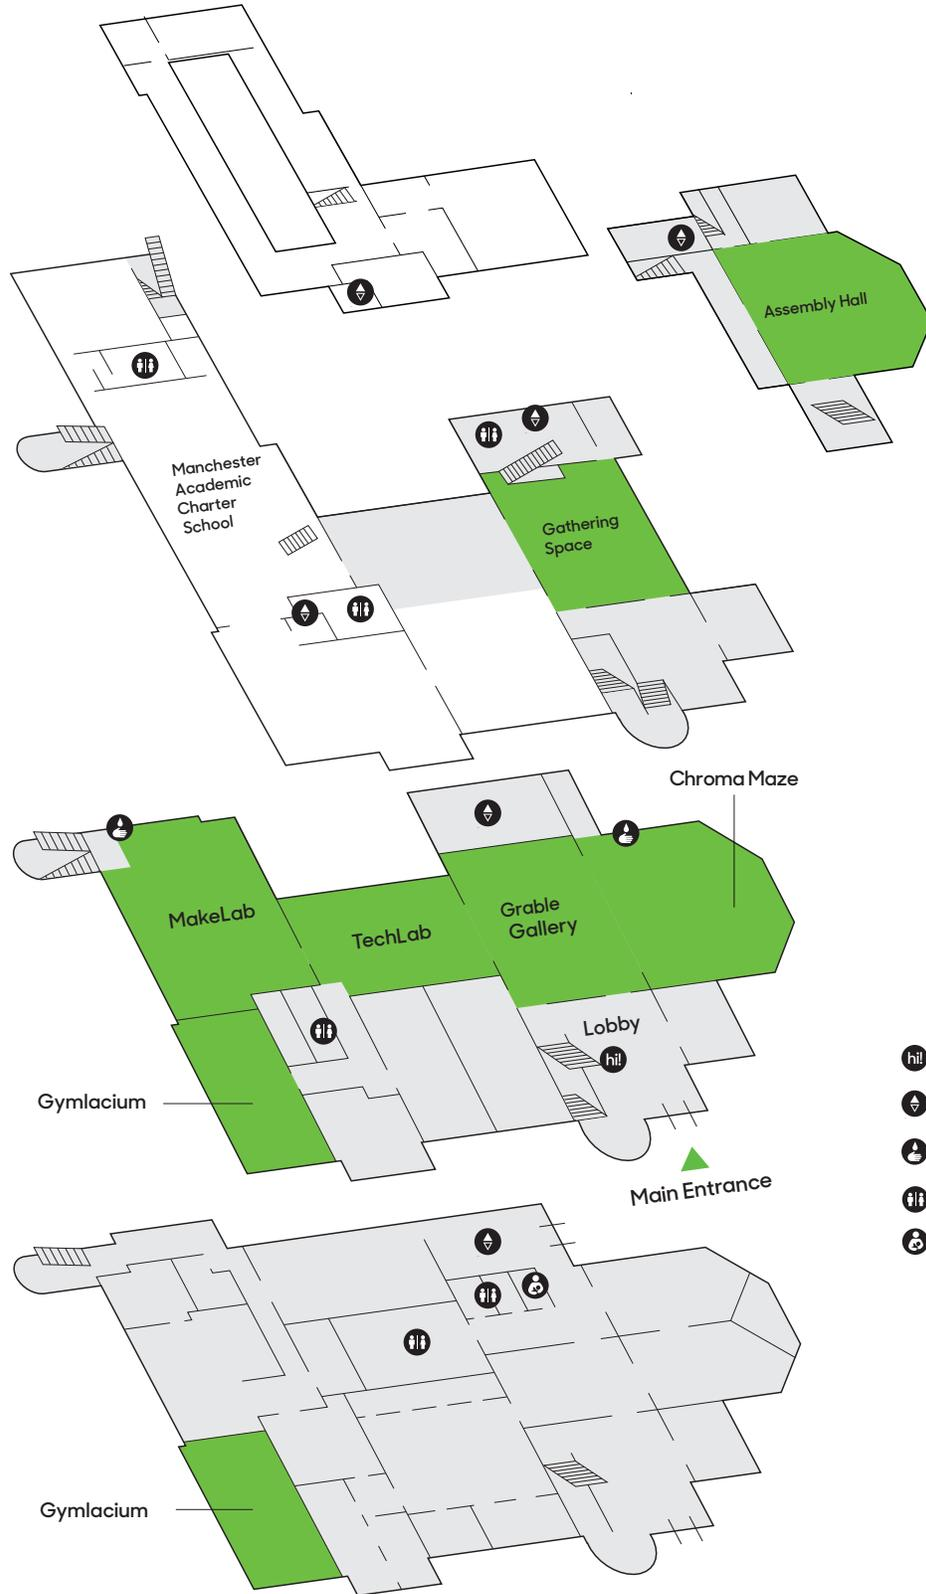 Assembly Hall
Manchester
Academic
Charter
School
Gathering
Space
Chroma Maze
MakeLab
TechLab
Grable
Gallery
Lobby
hi!
hi!
Gymlacium
Main Entrance
Gymlacium